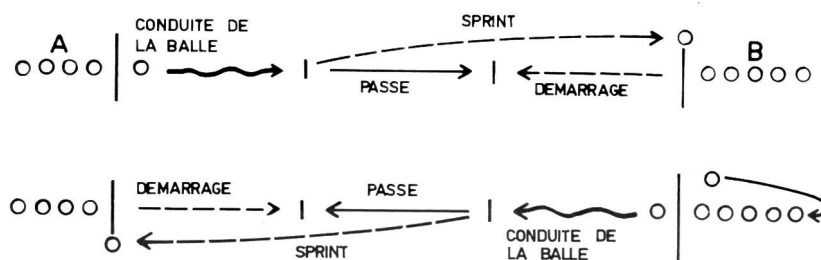 CONDUITE DE
LA BALLE
SPRINT
A
B
PASSE
DEMARRAGE
DEMARRAGE
PASSE
SPRINT
CONDUITE DE
LA BALLE